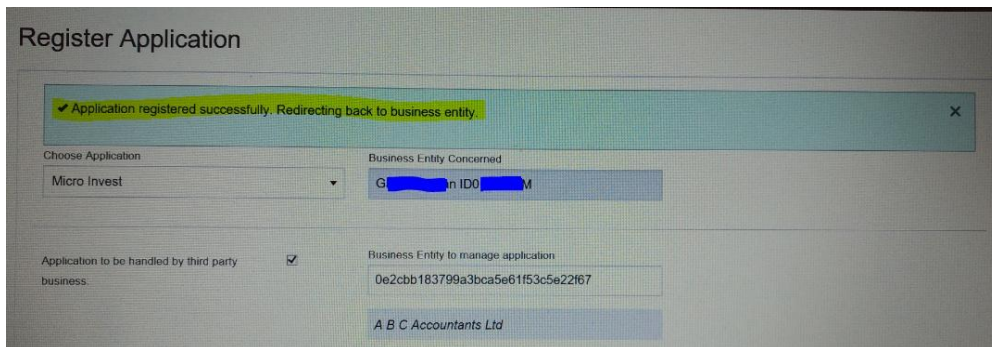 Register Application
✔ Application registered successfully. Redirecting back to business entity.
Choose Application
Business Entity Concerned
Micro Invest
G n ID0 M
Application to be handled by third party
business:
Business Entity to manage application
0e2cbb183799a3bca5e61f53c5e22f67
A B C Accountants Ltd